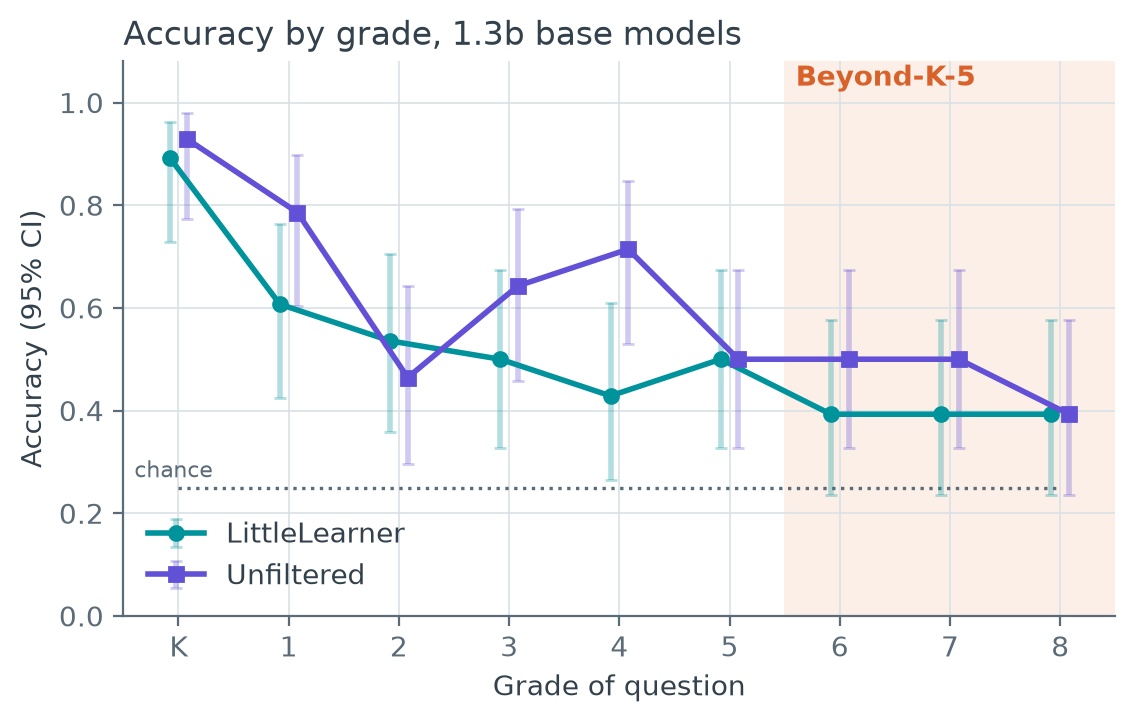 Accuracy by grade, 1.3b base models
Beyond-K-5
Accuracy (95% CI)
1.0
0.8
0.6
0.4
0.2
0.0
chance
LittleLearner
Unfiltered
K 1 2 3 4 5 6 7 8
Grade of question